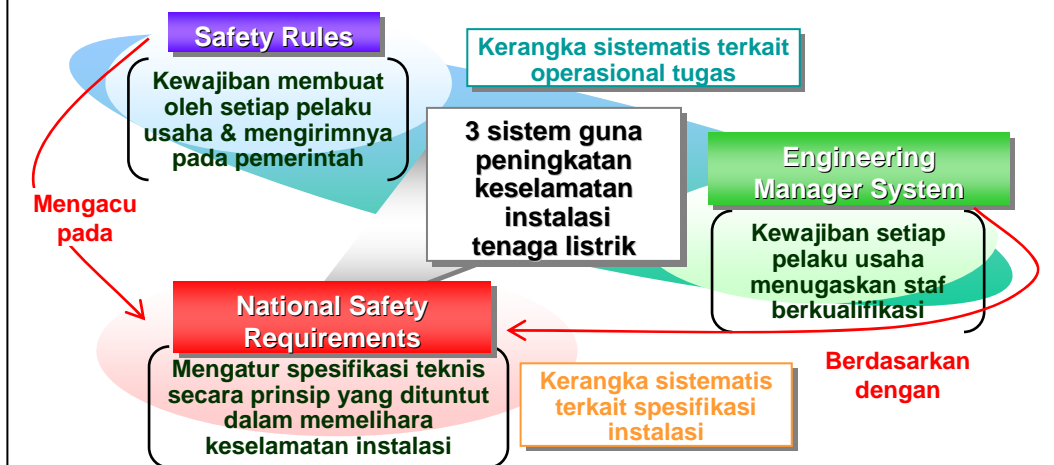 Safety Rules
Kewajiban membuat
oleh setiap pelaku
usaha & mengirimnya
pada pemerintah
Kerangka sistematis terkait
operasional tugas
3 sistem guna
peningkatan
keselamatan
instalasi
tenaga listrik
Engineering
Manager System
Kewajiban setiap
pelaku usaha
menugaskan staf
berkualifikasi
Mengacu
pada
National Safety
Requirements
Mengatur spesifikasi teknis
secara prinsip yang dituntut
dalam memelihara
keselamatan instalasi
Kerangka sistematis
terkait spesifikasi
instalasi
Berdasarkan
dengan